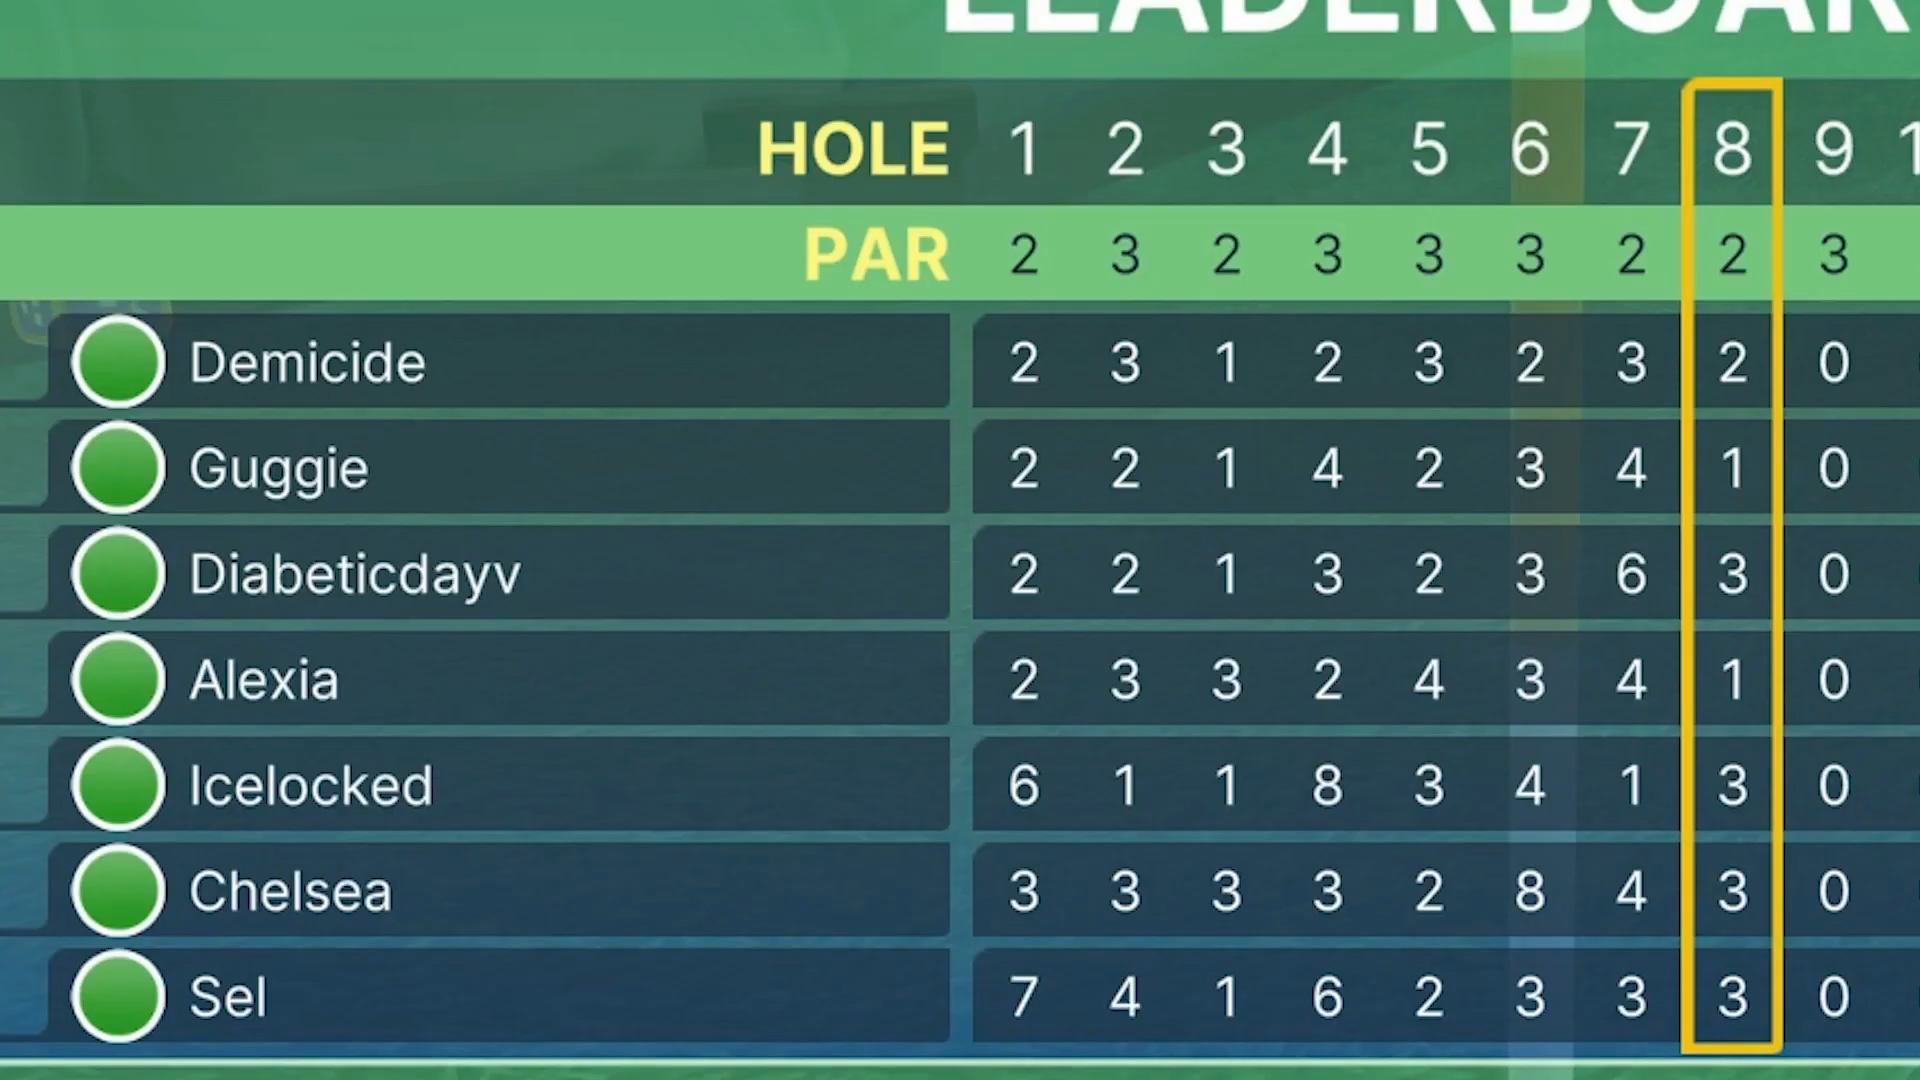 LEADERBOAR
HOLE 1 2 3 4 5 6 7 8 9 1
PAR 2 3 2 3 3 3 2 2 3
Demicide 2 3 1 2 3 2 3 2 0
Guggie 2 2 1 4 2 3 4 1 0
Diabeticdayv 2 2 1 3 2 3 6 3 0
Alexia 2 3 3 2 4 3 4 1 0
Icelocked 6 1 1 8 3 4 1 3 0
Chelsea 3 3 3 3 2 8 4 3 0
Sel 7 4 1 6 2 3 3 3 0